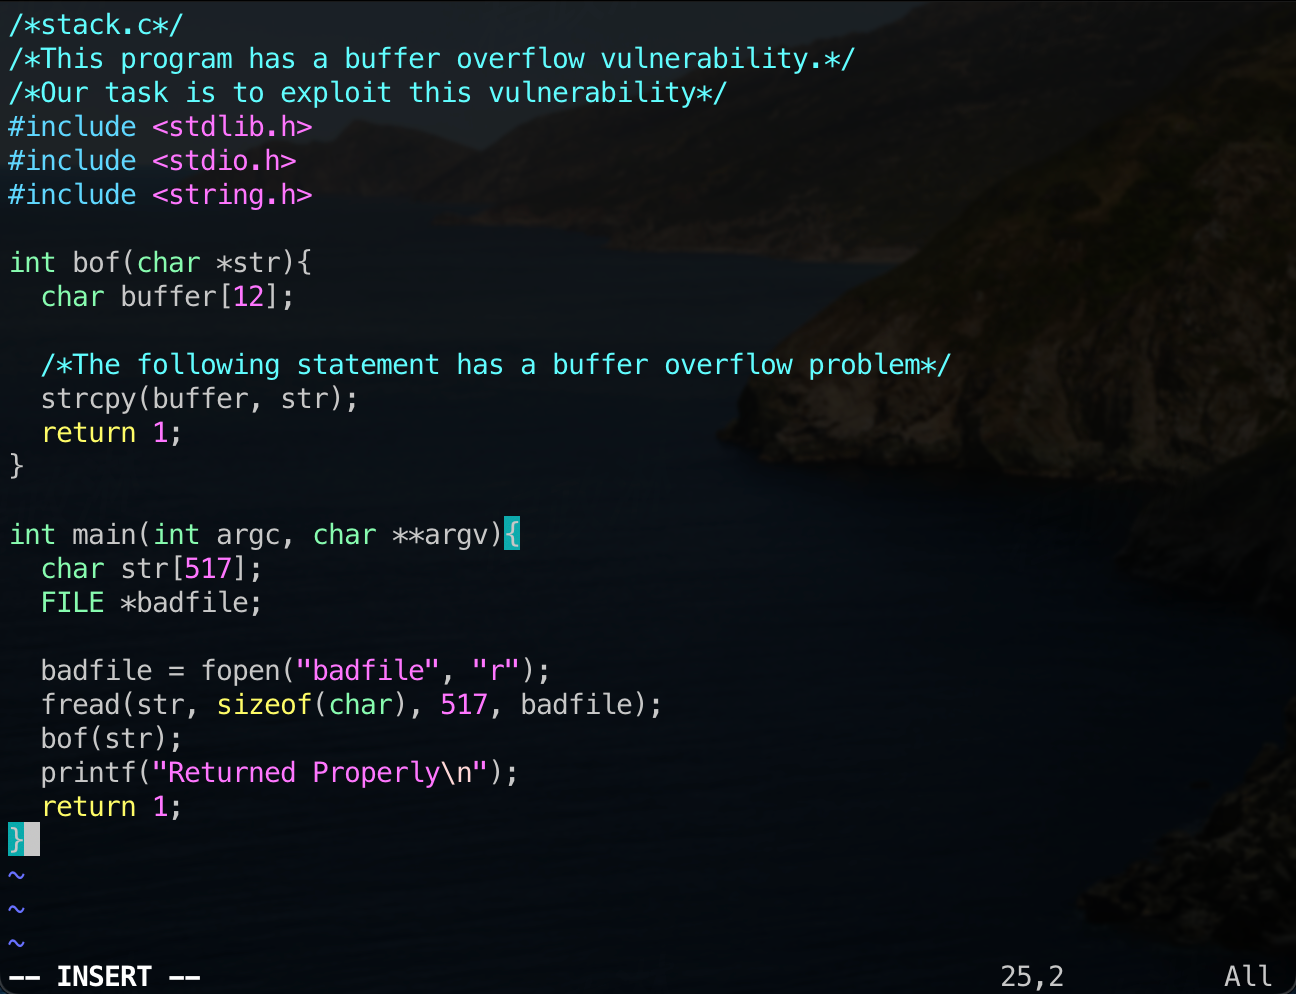 /*stack.c*/
/*This program has a buffer overflow vulnerability.*/
/*Our task is to exploit this vulnerability*/
#include <stdlib.h>
#include <stdio.h>
#include <string.h>

int bof(char *str){
  char buffer[12];

  /*The following statement has a buffer overflow problem*/
  strcpy(buffer, str);
  return 1;
}

int main(int argc, char **argv){
  char str[517];
  FILE *badfile;

  badfile = fopen("badfile", "r");
  fread(str, sizeof(char), 517, badfile);
  bof(str);
  printf("Returned Properly\n");
  return 1;
}
~
~
~
-- INSERT -- 25,2 All